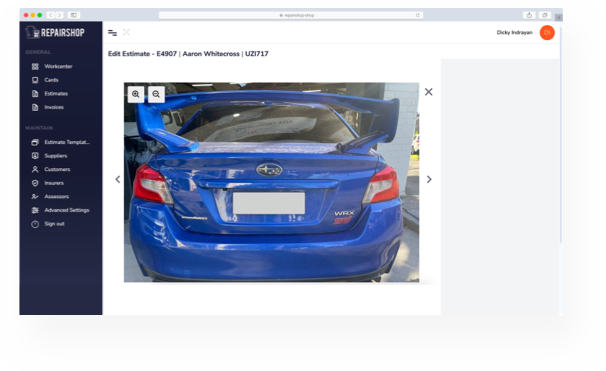 repairshop.shop
REPAIRSHOP
Dicky Indrayan
DI
Edit Estimate - E4907 | Aaron Whitecross | UZI717
GENERAL
Workcenter
Cards
Estimates
Invoices
MAINTAIN
Estimate Templat...
Suppliers
Customers
Insurers
Assessors
Advanced Settings
Sign out
WRX